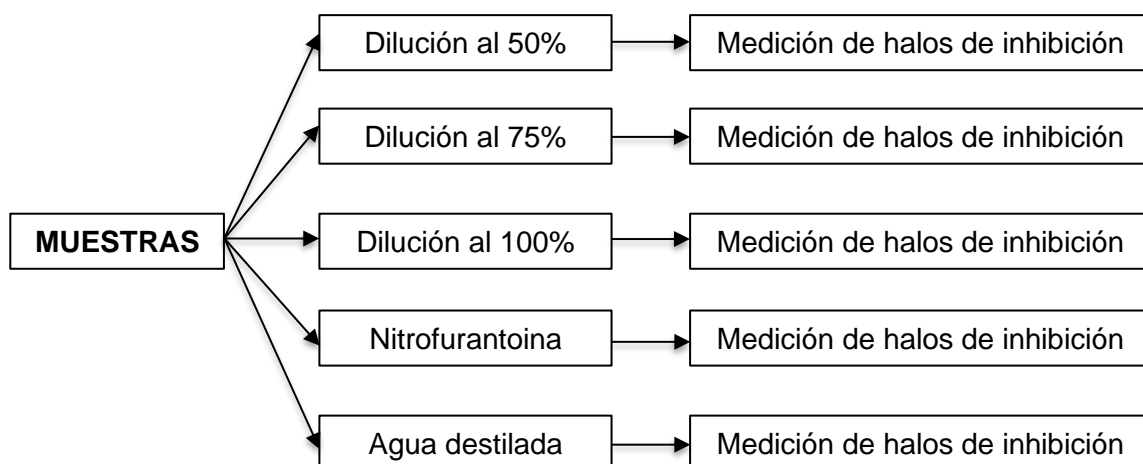 Dilución al 50%
Medición de halos de inhibición
Dilución al 75%
Medición de halos de inhibición
MUESTRAS
Dilución al 100%
Medición de halos de inhibición
Nitrofurantoina
Medición de halos de inhibición
Agua destilada
Medición de halos de inhibición